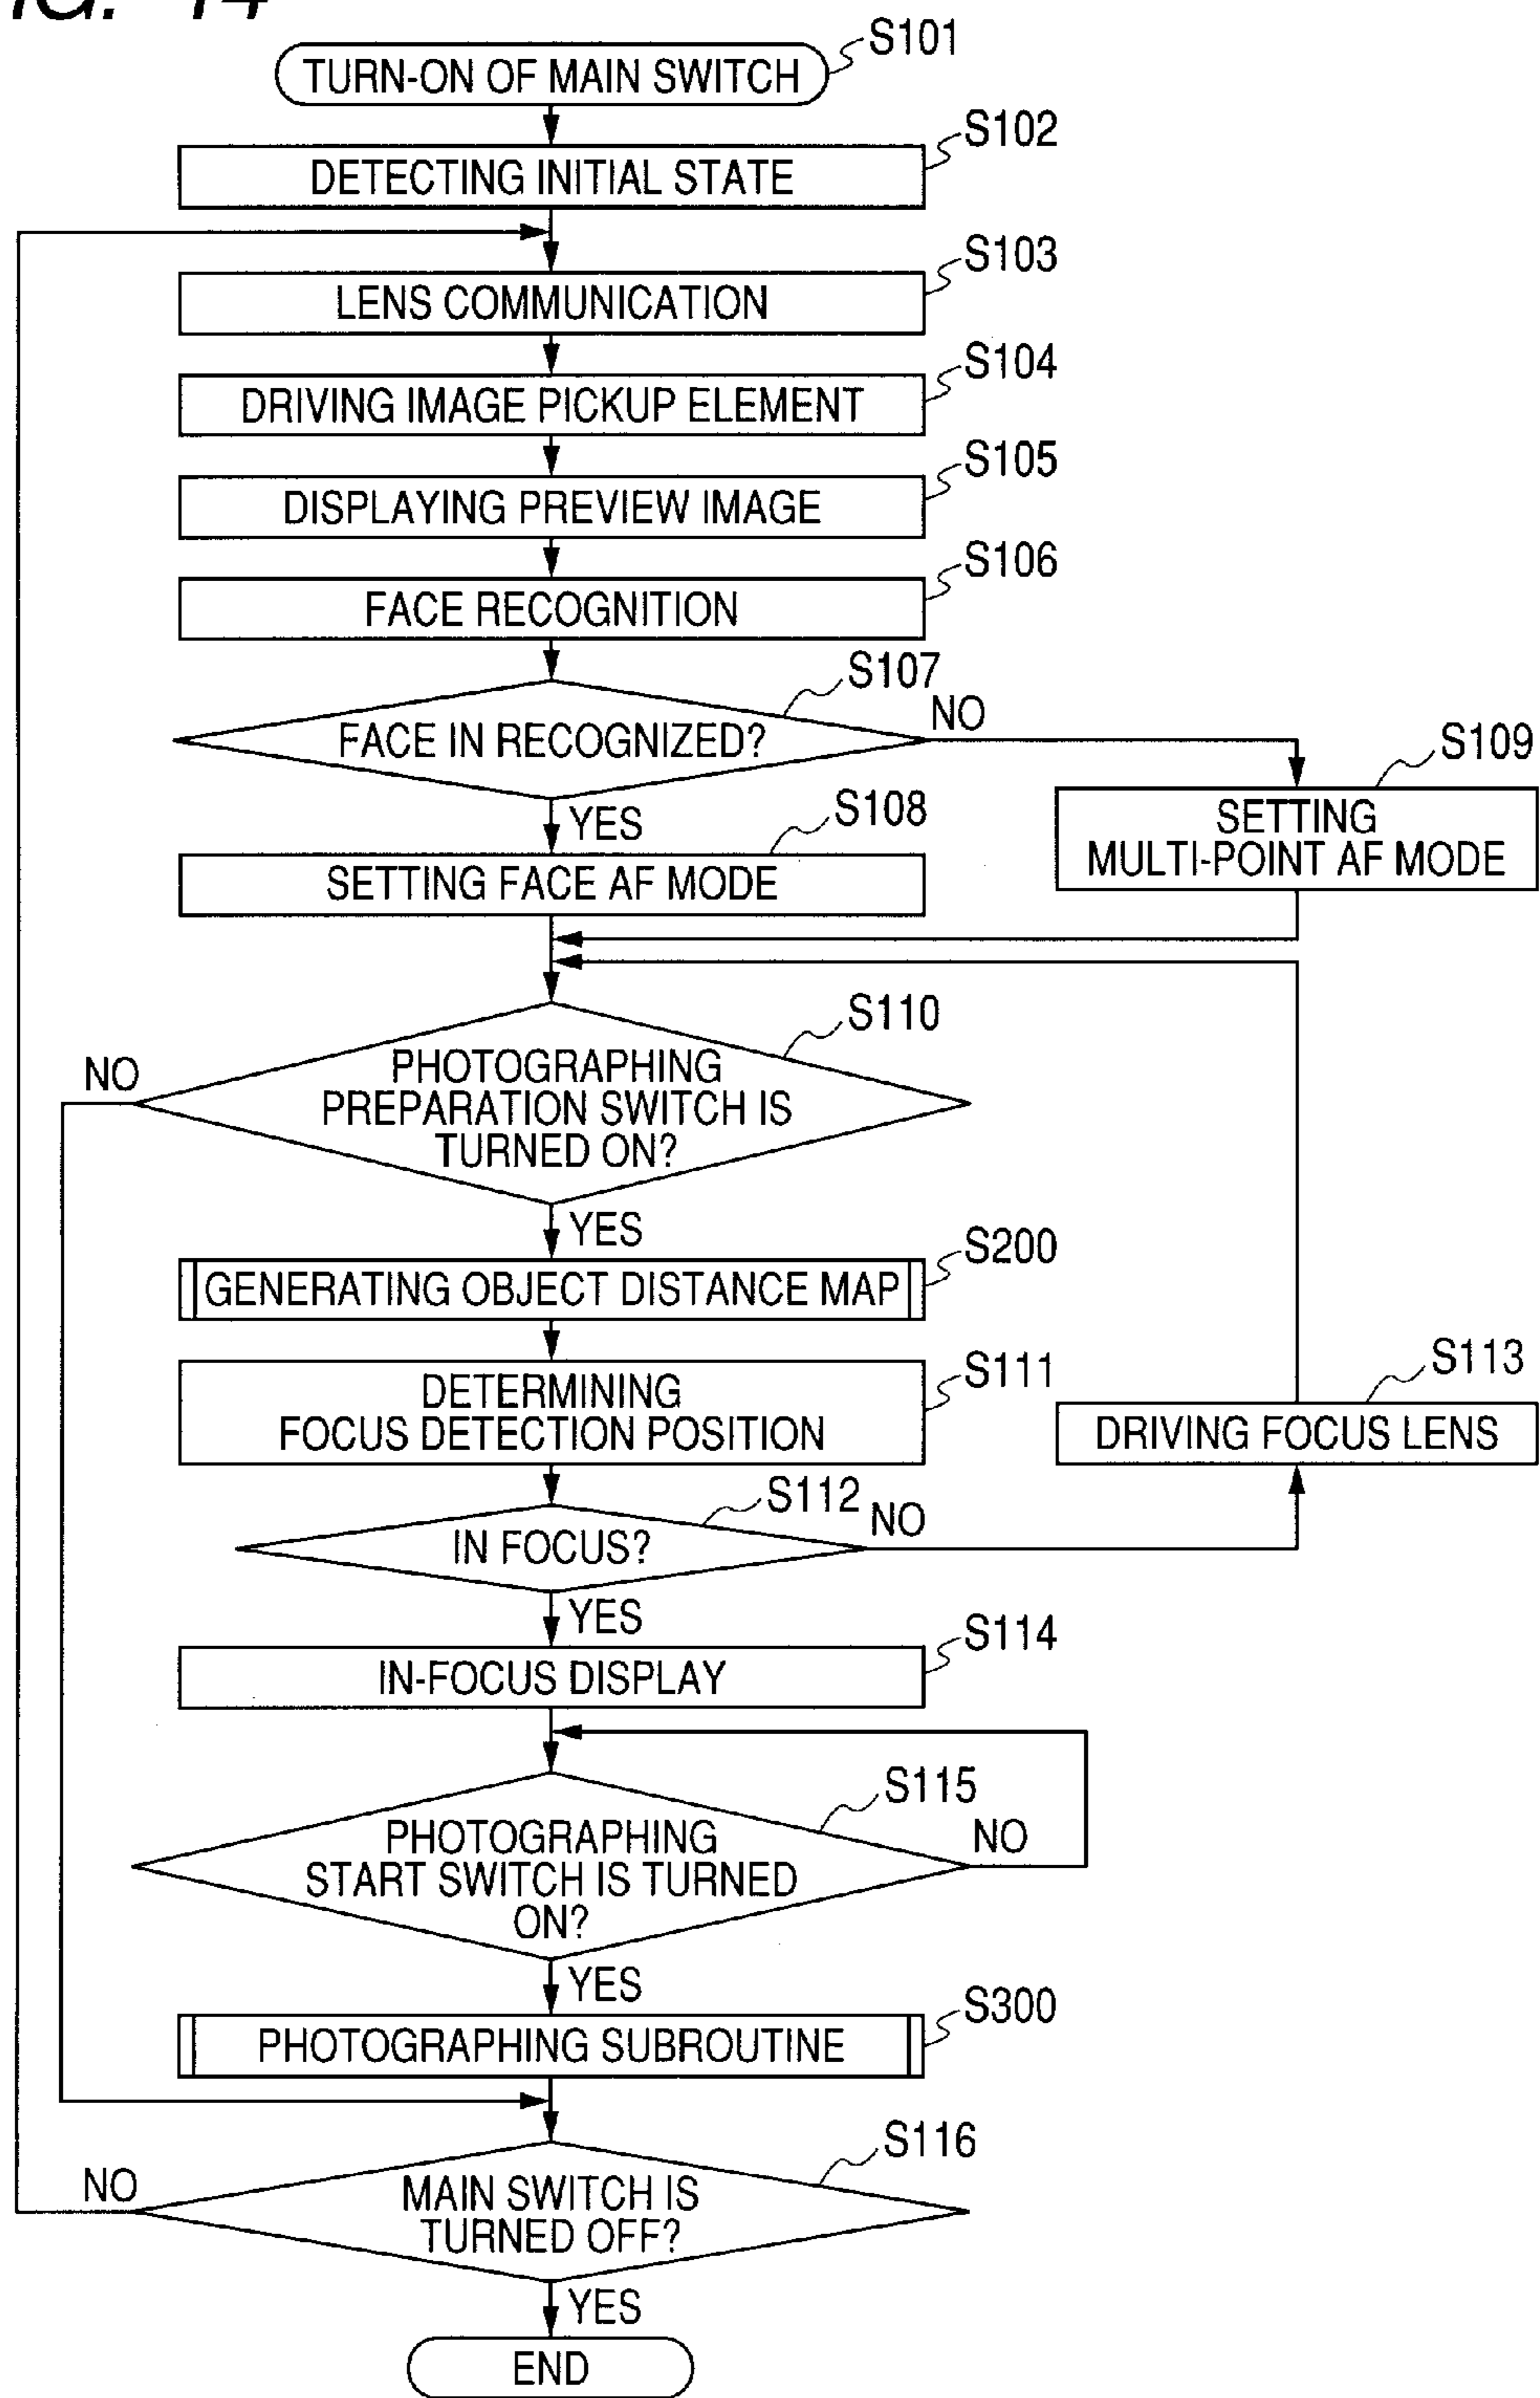 FIG. 14
TURN-ON OF MAIN SWITCH
S101
DETECTING INITIAL STATE
S102
LENS COMMUNICATION
S103
DRIVING IMAGE PICKUP ELEMENT
S104
DISPLAYING PREVIEW IMAGE
S105
FACE RECOGNITION
S106
FACE IN RECOGNIZED?
S107
NO
YES
SETTING FACE AF MODE
S108
SETTING
MULTI-POINT AF MODE
S109
PHOTOGRAPHING
PREPARATION SWITCH IS
TURNED ON?
S110
NO
YES
GENERATING OBJECT DISTANCE MAP
S200
DETERMINING
FOCUS DETECTION POSITION
S111
DRIVING FOCUS LENS
S113
IN FOCUS?
S112
NO
YES
IN-FOCUS DISPLAY
S114
PHOTOGRAPHING
START SWITCH IS TURNED
ON?
S115
NO
YES
PHOTOGRAPHING SUBROUTINE
S300
MAIN SWITCH IS
TURNED OFF?
S116
NO
YES
END